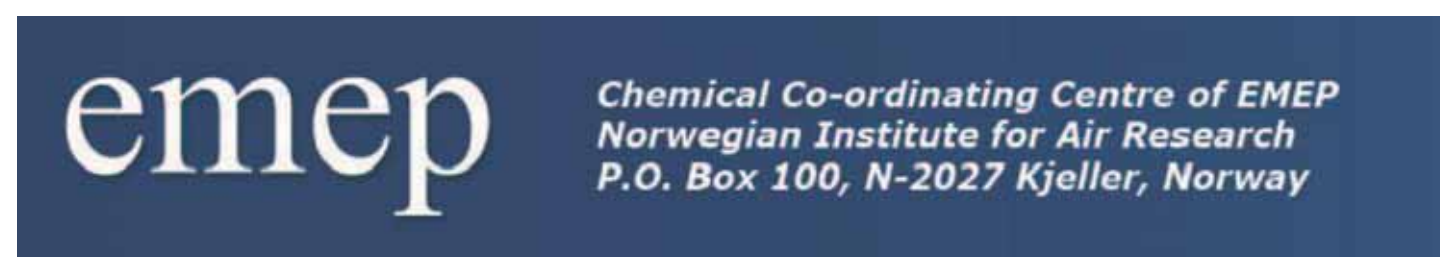 emep
Chemical Co-ordinating Centre of EMEP
Norwegian Institute for Air Research
P.O. Box 100, N-2027 Kjeller, Norway